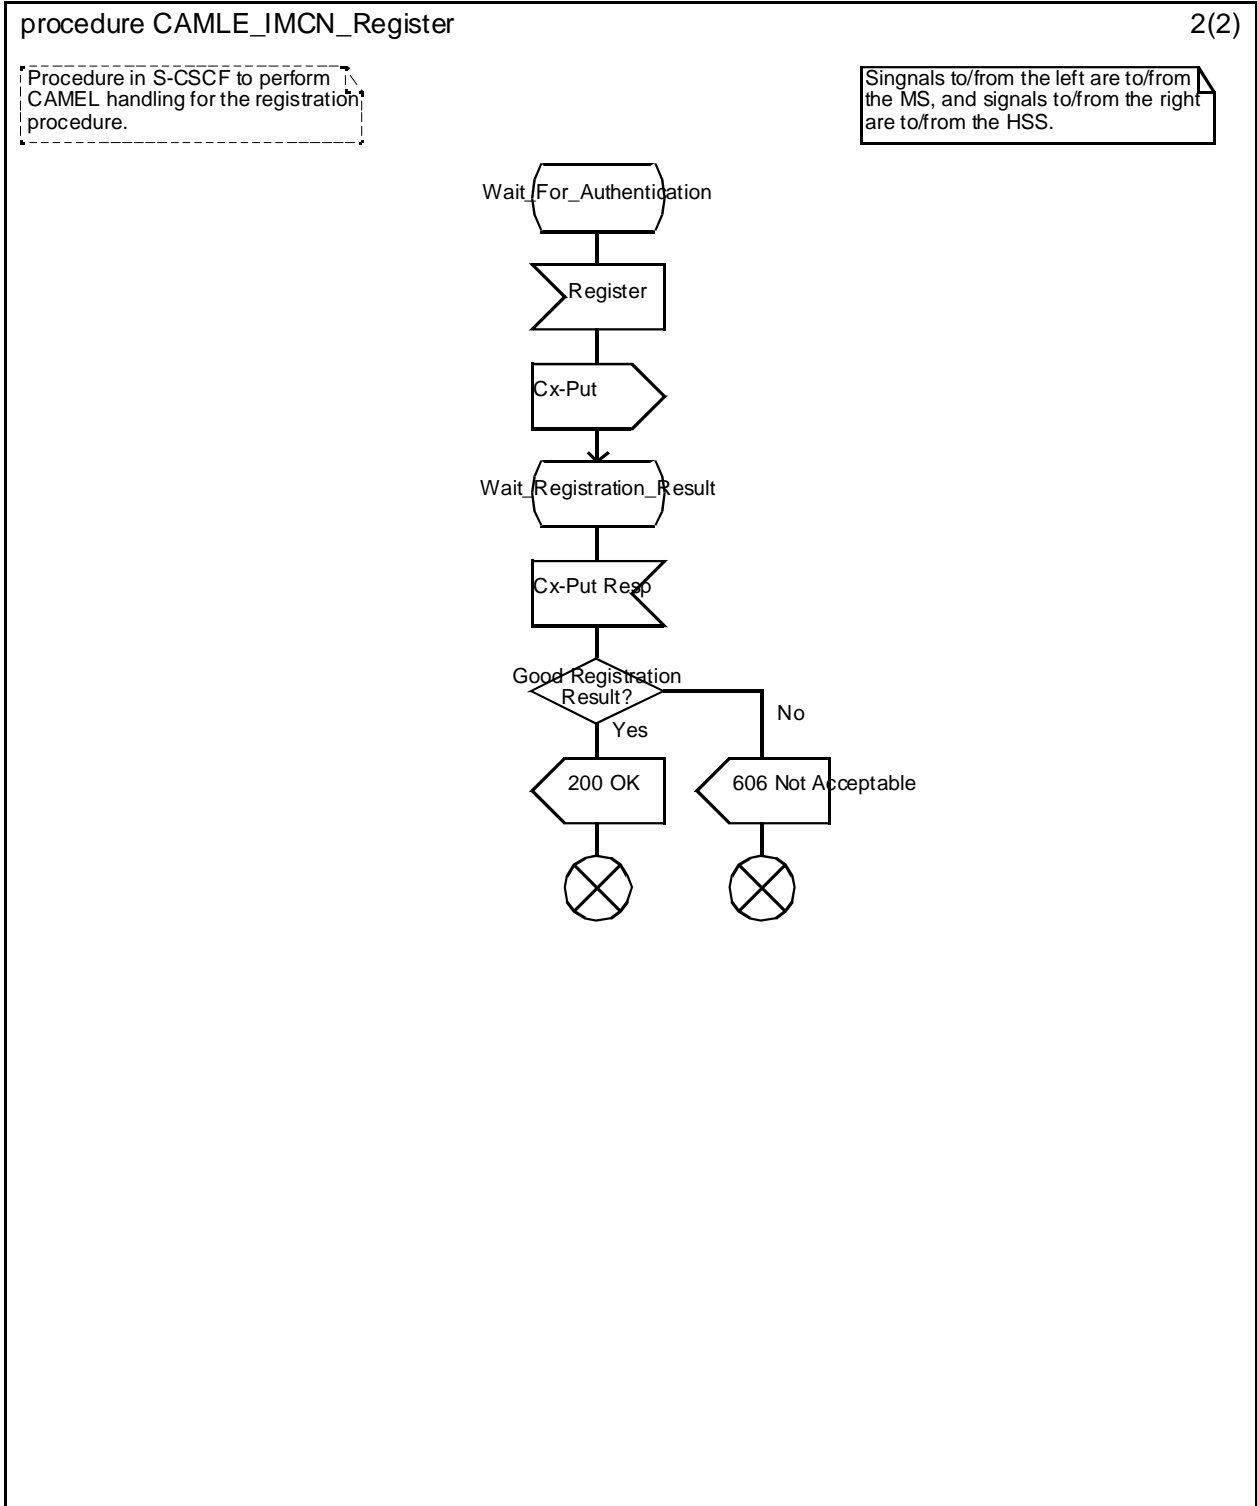 procedure CAMLE_IMCN_Register
2(2)
Procedure in S-CSCF to perform
CAMEL handling for the registration
procedure.
Singnals to/from the left are to/from
the MS, and signals to/from the right
are to/from the HSS.
Wait_For_Authentication
Register
Cx-Put
Wait_Registration_Result
Cx-Put Resp
Good Registration
Result?
No
Yes
200 OK
606 Not Acceptable